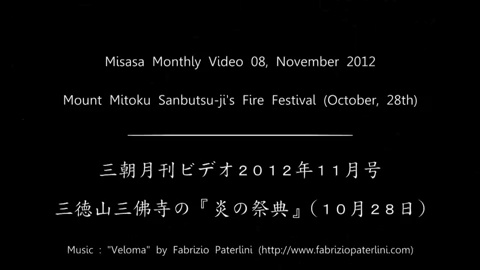 Misasa Monthly Video 08, November 2012
Mount Mitoku Sanbutsu-ji's Fire Festival (October, 28th)
三朝月刊ビデオ２０１２年１１月号
三徳山三佛寺の『炎の祭典』（１０月２８日）
Music : "Veloma" by Fabrizio Paterlini (http://www.fabriziopaterlini.com)